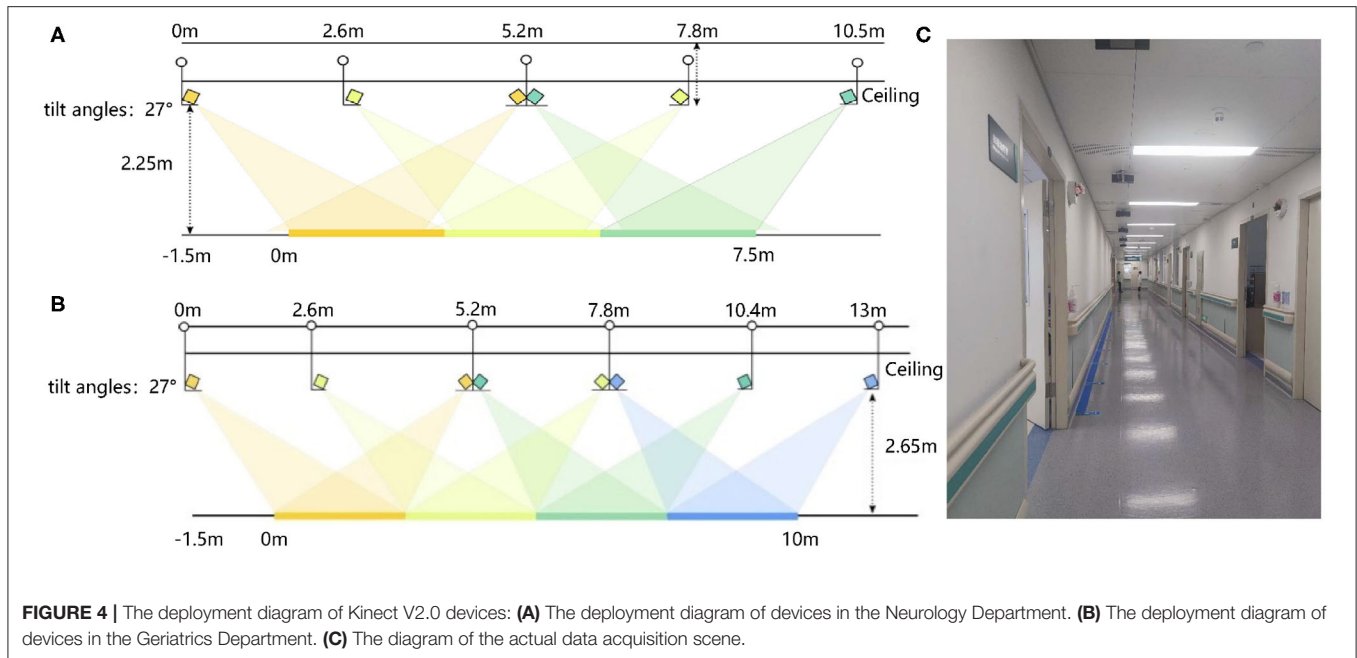 A
0m 2.6m 5.2m 7.8m 10.5m
C
tilt angles: 27°
Ceiling
2.25m
-1.5m 0m 7.5m
B
0m 2.6m 5.2m 7.8m 10.4m 13m
Ceiling
tilt angles: 27°
2.65m
-1.5m 0m 10m
FIGURE 4 | The deployment diagram of Kinect V2.0 devices: (A) The deployment diagram of devices in the Neurology Department. (B) The deployment diagram of
devices in the Geriatrics Department. (C) The diagram of the actual data acquisition scene.